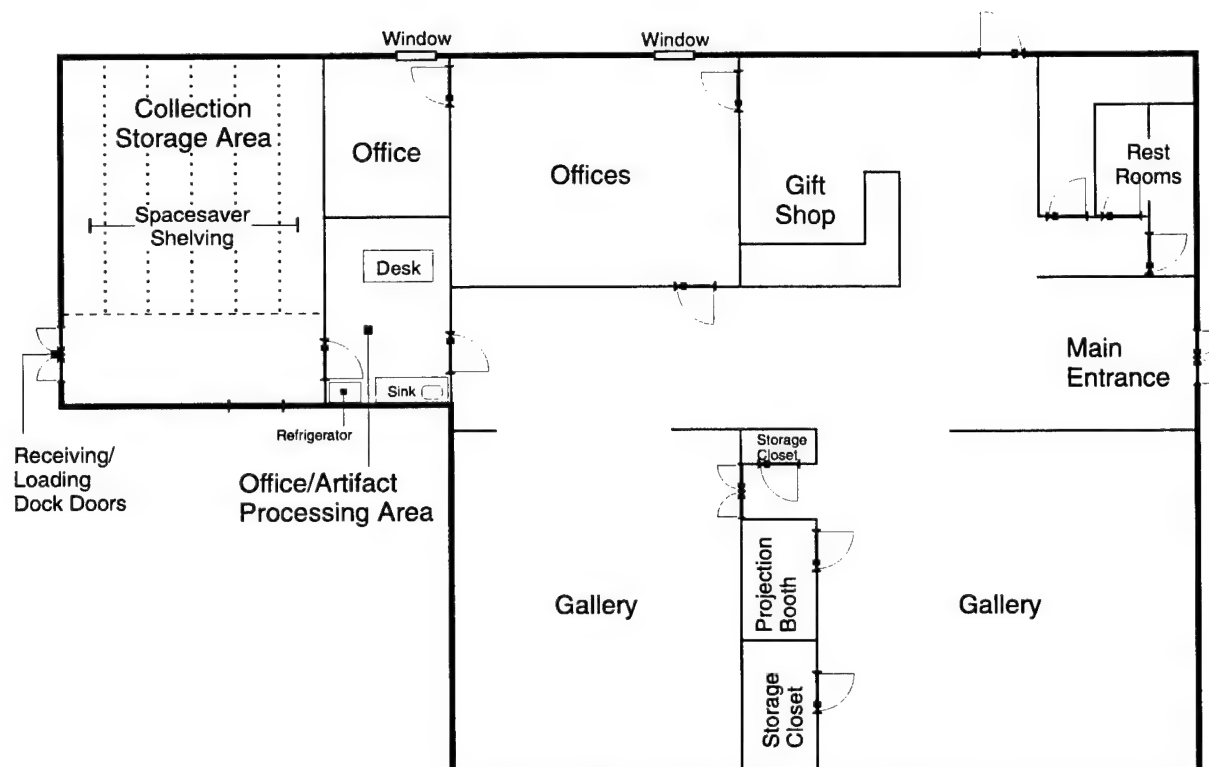 Window
Window
Collection
Storage Area
Office
Offices
Gift
Shop
Rest
Rooms
Spacesaver
Shelving
Desk
Main
Entrance
Sink
Refrigerator
Receiving/
Loading
Dock Doors
Office/Artifact
Processing Area
Storage
Closet
Projection
Booth
Gallery
Gallery
Storage
Closet